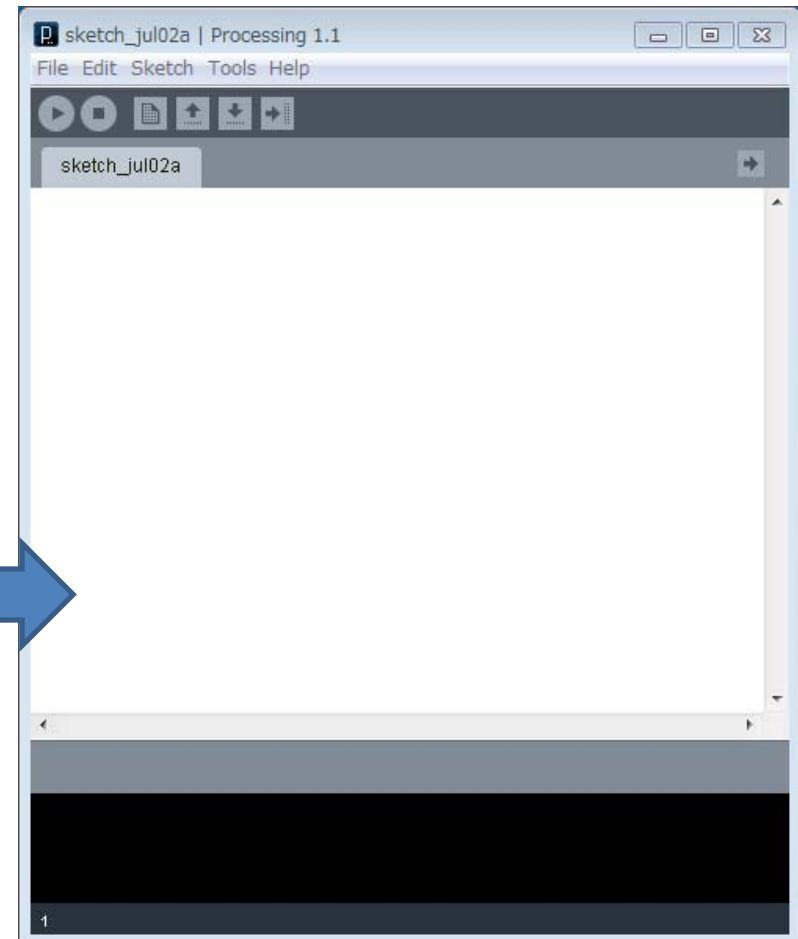 sketch_jul02a | Processing 1.1
File Edit Sketch Tools Help
sketch_jul02a
1